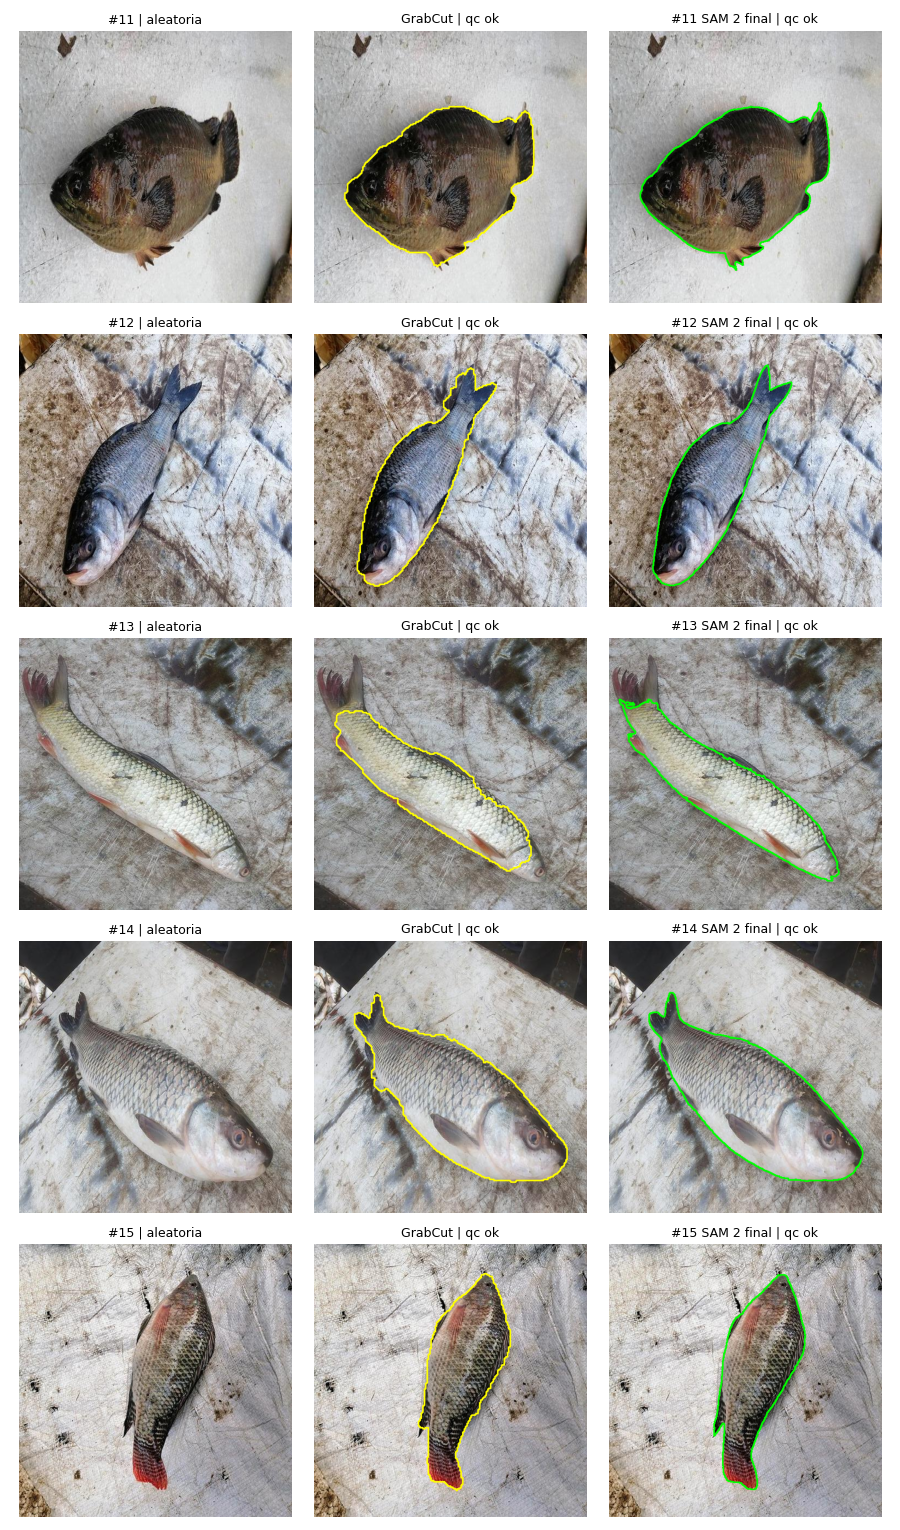 #11 | aleatoria
GrabCut | qc ok
#11 SAM 2 final | qc ok
#12 | aleatoria
GrabCut | qc ok
#12 SAM 2 final | qc ok
#13 | aleatoria
GrabCut | qc ok
#13 SAM 2 final | qc ok
#14 | aleatoria
GrabCut | qc ok
#14 SAM 2 final | qc ok
#15 | aleatoria
GrabCut | qc ok
#15 SAM 2 final | qc ok